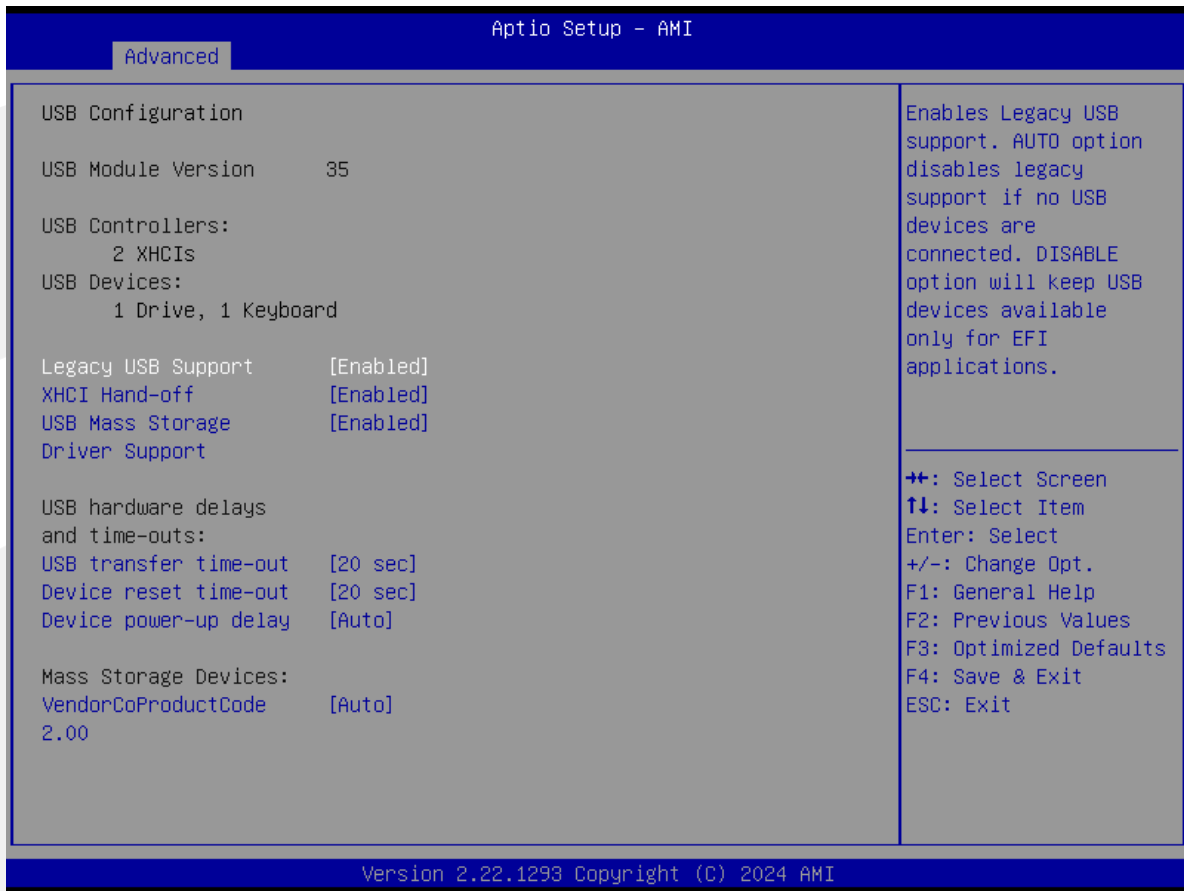 Aptio Setup – AMI
Advanced
USB Configuration
USB Module Version 35
USB Controllers:
2 XHCIs
USB Devices:
1 Drive, 1 Keyboard
Legacy USB Support [Enabled]
XHCI Hand-off [Enabled]
USB Mass Storage [Enabled]
Driver Support
USB hardware delays
and time-outs:
USB transfer time-out [20 sec]
Device reset time-out [20 sec]
Device power-up delay [Auto]
Mass Storage Devices:
VendorCoProductCode [Auto]
2.00
Enables Legacy USB
support. AUTO option
disables legacy
support if no USB
devices are
connected. DISABLE
option will keep USB
devices available
only for EFI
applications.
→←: Select Screen
↑↓: Select Item
Enter: Select
+/-: Change Opt.
F1: General Help
F2: Previous Values
F3: Optimized Defaults
F4: Save & Exit
ESC: Exit
Version 2.22.1293 Copyright (C) 2024 AMI